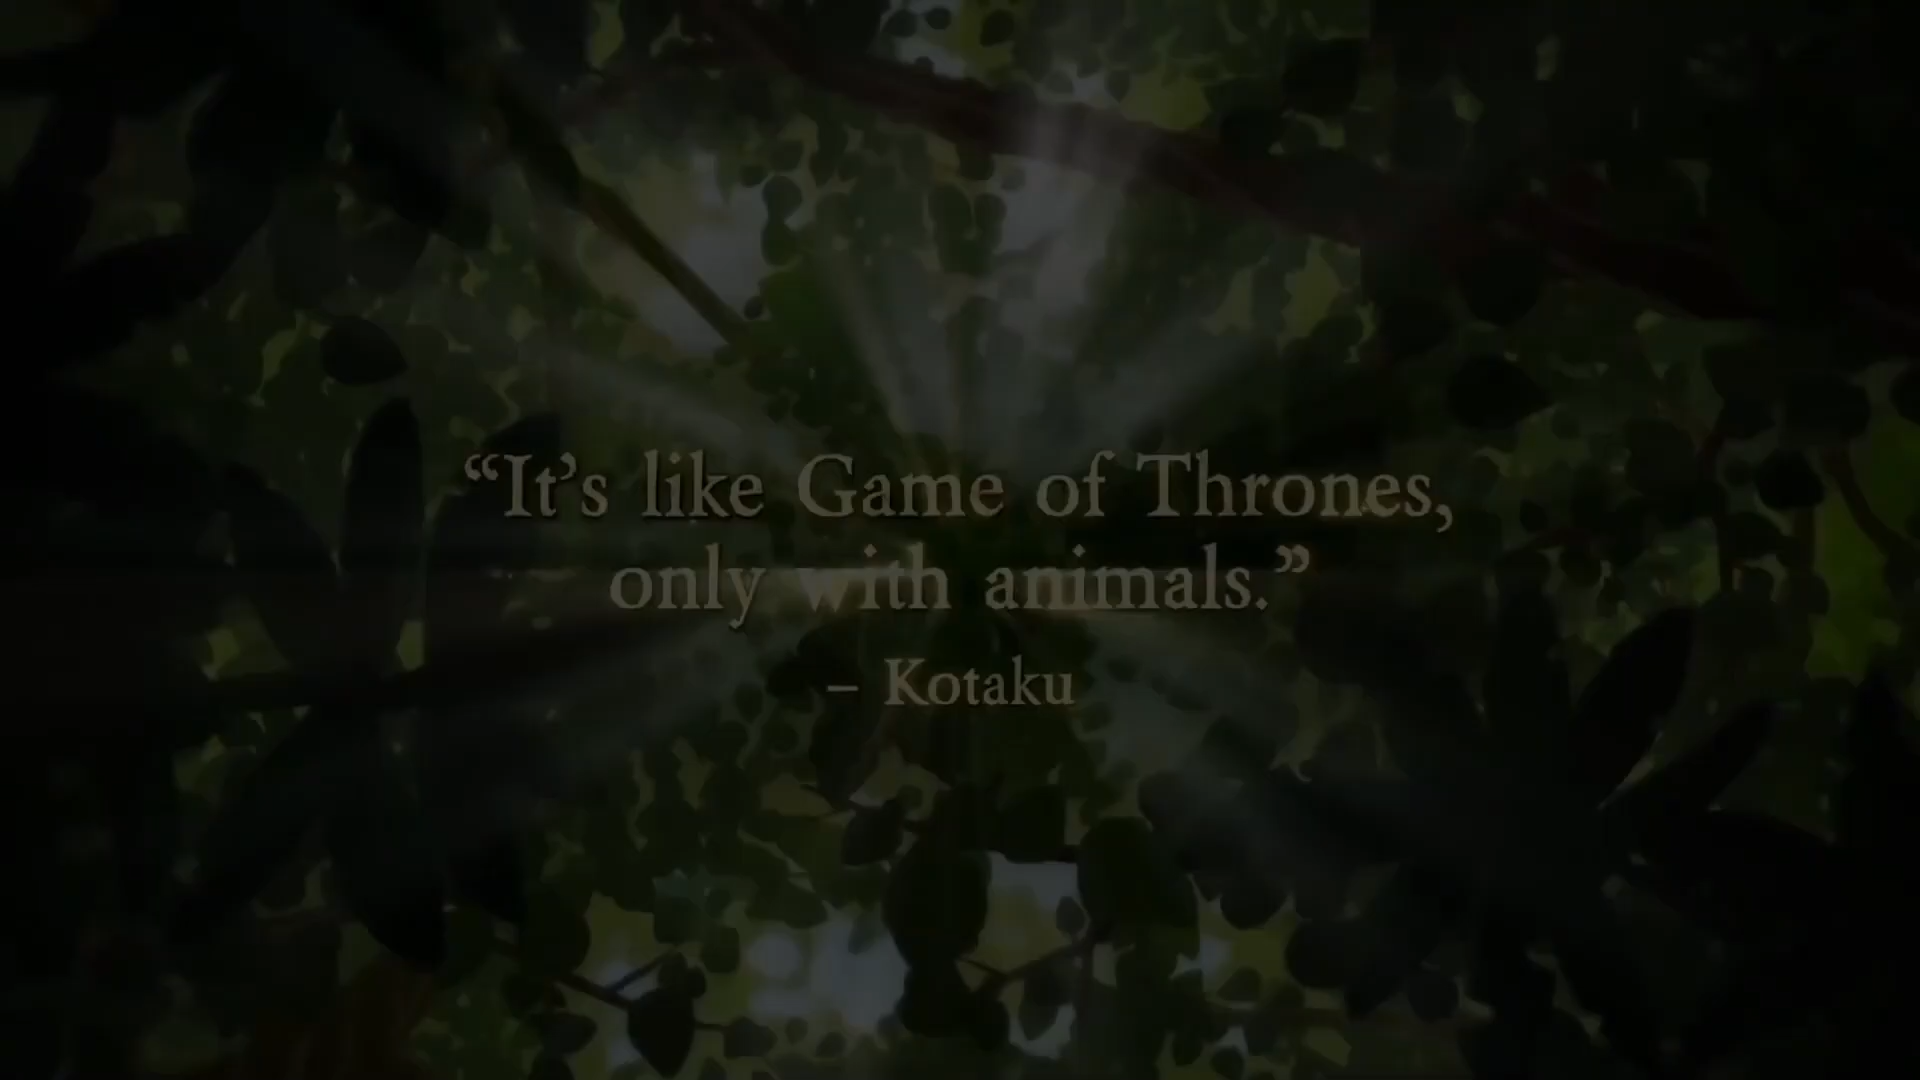 “It’s like Game of Thrones,
only with animals.”
– Kotaku